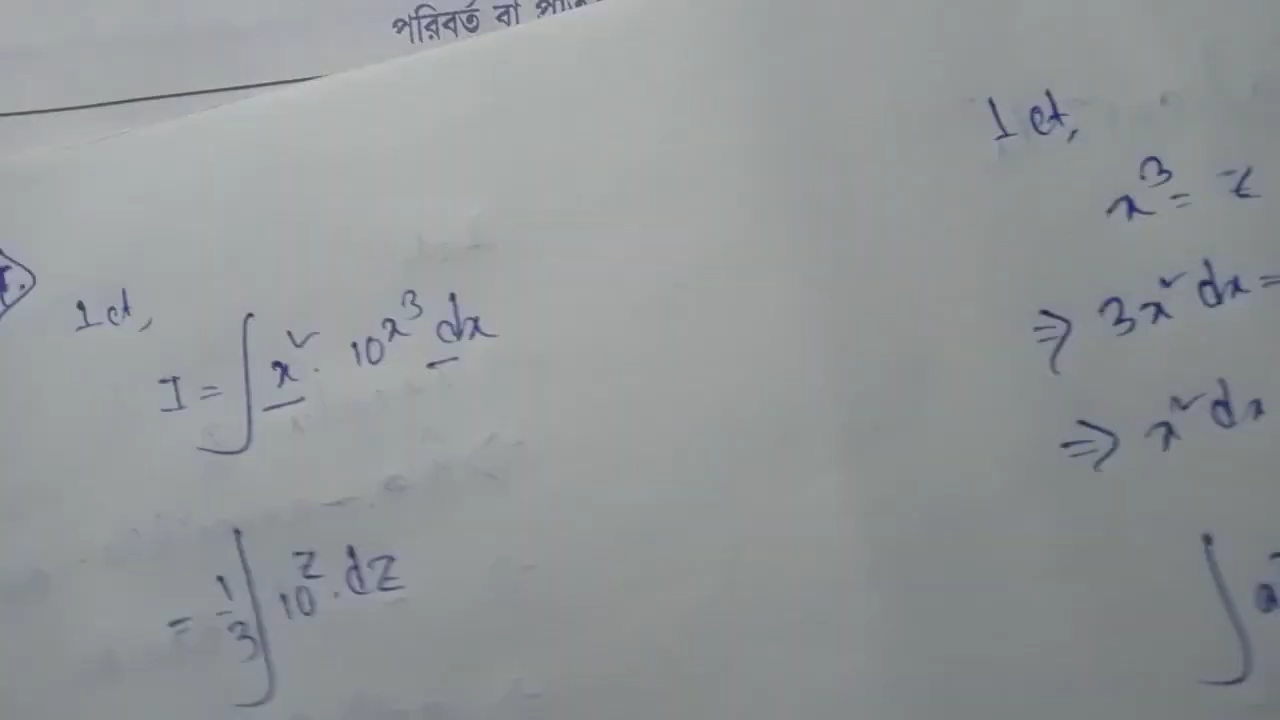 পরিবর্ত বা
Let,
I = ∫ x². 10^x³ dx
= 1/3 ∫ 10^z . dz
Let,
x³ = z
⇒ 3x² dx =
⇒ x² dx
∫ a